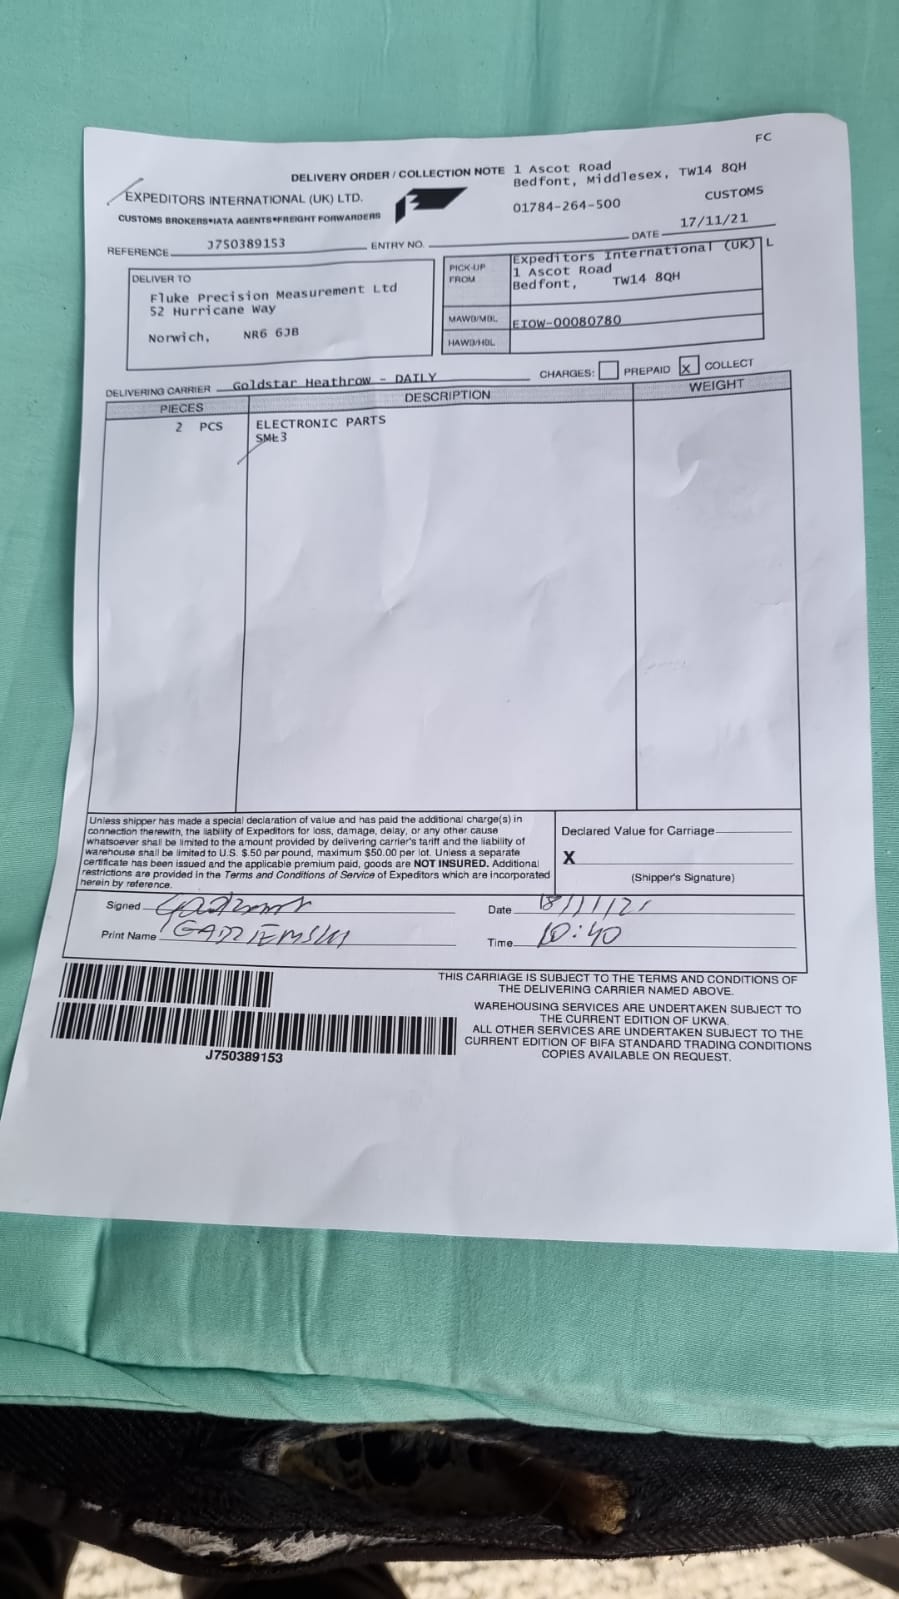 FC
DELIVERY ORDER / COLLECTION NOTE 1 Ascot Road
Bedfont, Middlesex, TW14 8QH
EXPEDITORS INTERNATIONAL (UK) LTD.
CUSTOMS BROKERS•IATA AGENTS•FREIGHT FORWARDERS
01784-264-500
CUSTOMS
REFERENCE J750389153 ENTRY NO. DATE 17/11/21
DELIVER TO
Fluke Precision Measurement Ltd
52 Hurricane Way
Norwich, NR6 6JB
PICK-UP FROM
Expeditors International (UK) L
1 Ascot Road
Bedfont, TW14 8QH
MAWB/MBL EIOW-00080780
HAWB/HBL
DELIVERING CARRIER Goldstar Heathrow - DAILY CHARGES: PREPAID X COLLECT
PIECES DESCRIPTION WEIGHT
2 PCS ELECTRONIC PARTS
Unless shipper has made a special declaration of value and has paid the additional charge(s) in
connection therewith, the liability of Expeditors for loss, damage, delay, or any other cause
whatsoever shall be limited to the amount provided by delivering carrier's tariff and the liability of
warehouse shall be limited to U.S. $.50 per pound, maximum $50.00 per lot. Unless a separate
certificate has been issued and the applicable premium paid, goods are NOT INSURED. Additional
restrictions are provided in the Terms and Conditions of Service of Expeditors which are incorporated
herein by reference.
Declared Value for Carriage
X
(Shipper's Signature)
Signed Date 18/11/21
Print Name Time 10:40
THIS CARRIAGE IS SUBJECT TO THE TERMS AND CONDITIONS OF
THE DELIVERING CARRIER NAMED ABOVE.
WAREHOUSING SERVICES ARE UNDERTAKEN SUBJECT TO
THE CURRENT EDITION OF UKWA.
ALL OTHER SERVICES ARE UNDERTAKEN SUBJECT TO THE
CURRENT EDITION OF BIFA STANDARD TRADING CONDITIONS
COPIES AVAILABLE ON REQUEST.
J750389153